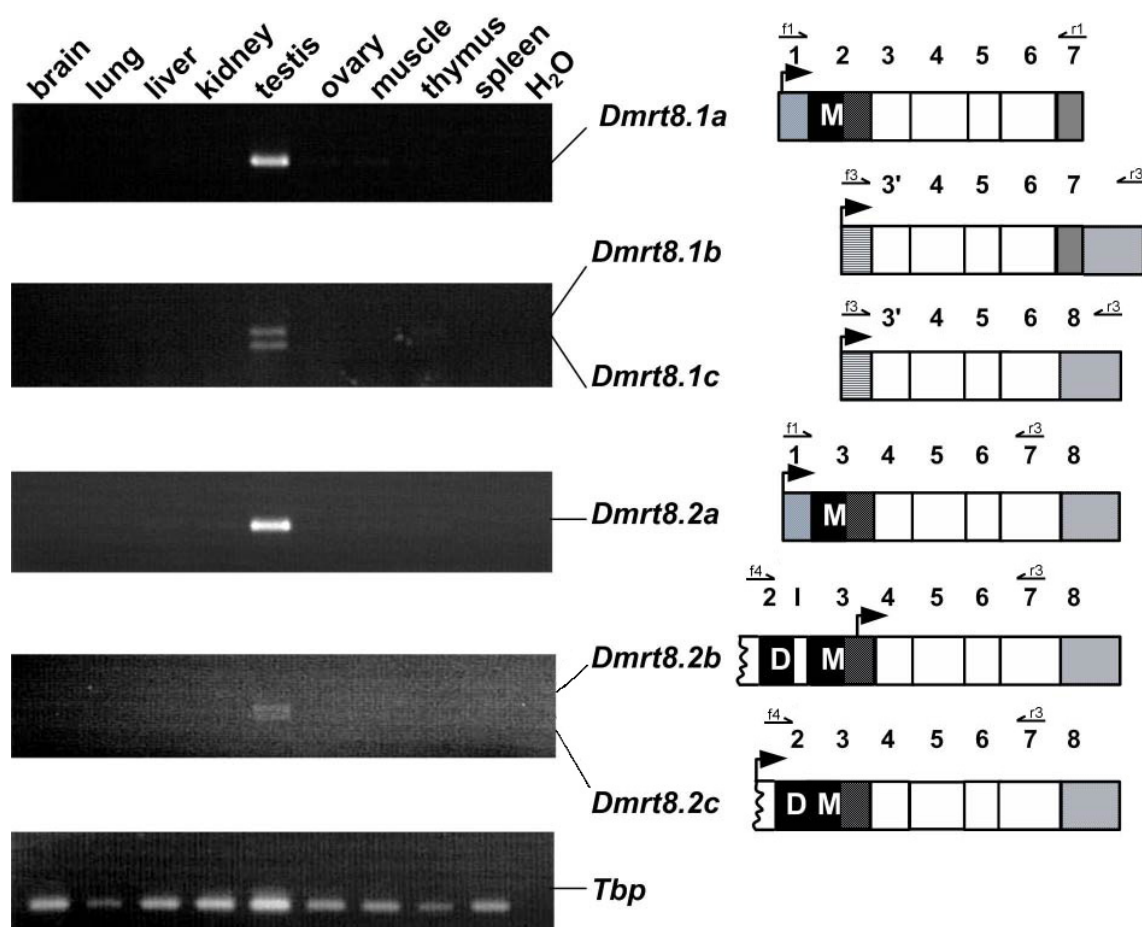 brain lung liver kidney testis ovary muscle thymus spleen H₂O
Dmrt8.1a
f1 r1
1 2 3 4 5 6 7
M
Dmrt8.1b
f3 3' 4 5 6 7 r3
Dmrt8.1c
f3 3' 4 5 6 8 r3
Dmrt8.2a
f1 r3
1 3 4 5 6 7 8
M
Dmrt8.2b
f4 r3
2 I 3 4 5 6 7 8
D M
Dmrt8.2c
f4 r3
2 3 4 5 6 7 8
D M
Tbp